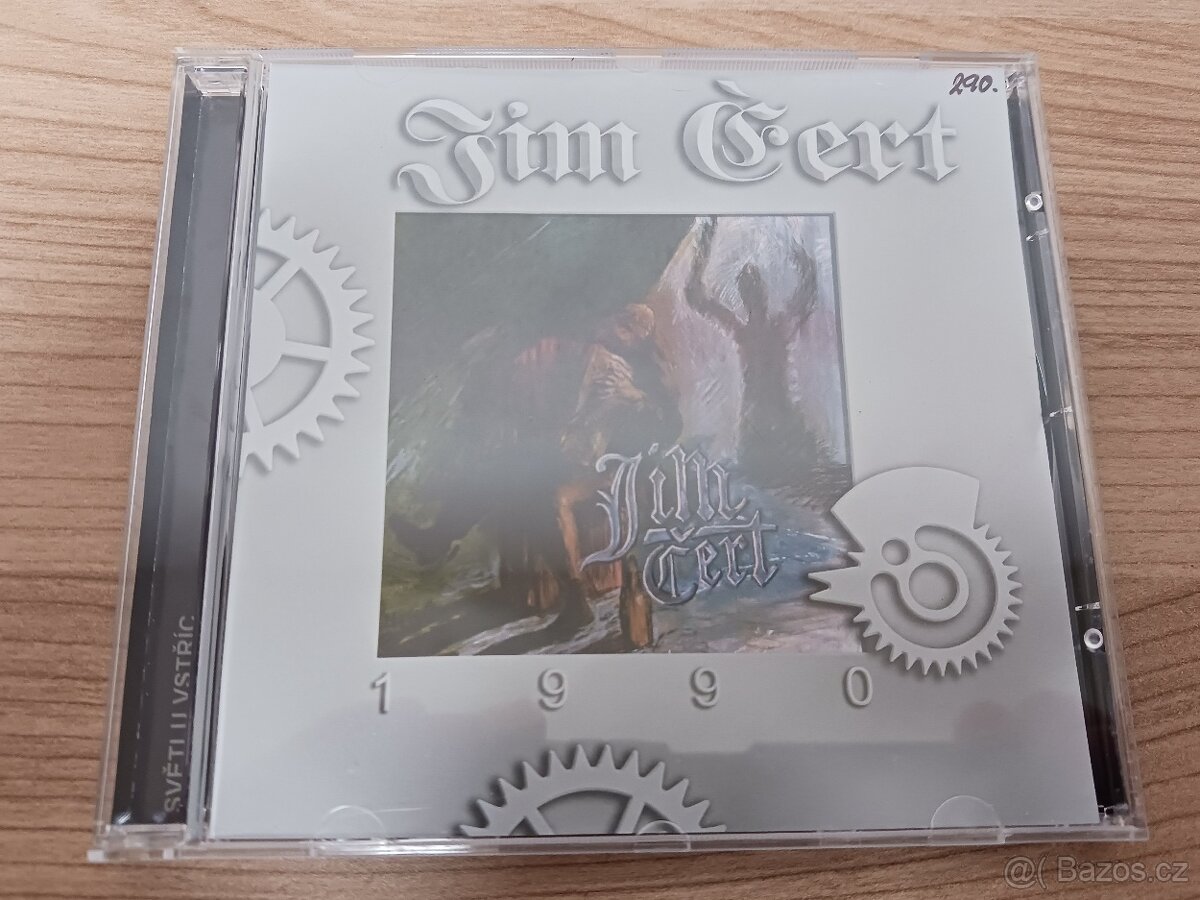 290.
Jim Čert
Jim
čert
1 9 9 0
SVĚTLU VSTŘÍC
@( Bazos.cz